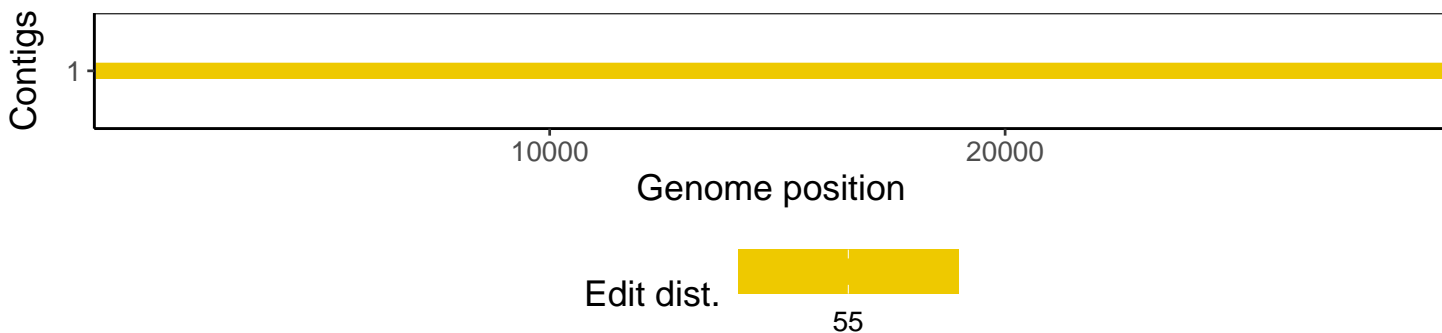 Contigs
1
10000
20000
Genome position
Edit dist.
55